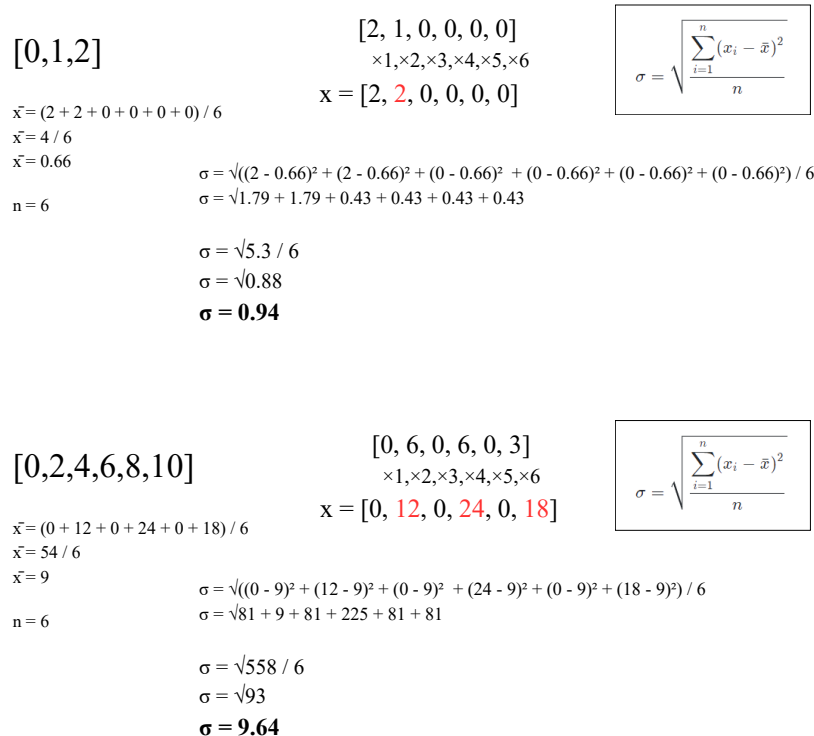 [0,1,2]
[2, 1, 0, 0, 0, 0]
×1,×2,×3,×4,×5,×6
x = [2, 2, 0, 0, 0, 0]
σ = √(∑ᵢ₌₁ⁿ (xᵢ − x̄)² / n)
x̄ = (2 + 2 + 0 + 0 + 0 + 0) / 6
x̄ = 4 / 6
x̄ = 0.66
n = 6
σ = √((2 - 0.66)² + (2 - 0.66)² + (0 - 0.66)² + (0 - 0.66)² + (0 - 0.66)² + (0 - 0.66)²) / 6
σ = √1.79 + 1.79 + 0.43 + 0.43 + 0.43 + 0.43
σ = √5.3 / 6
σ = √0.88
σ = 0.94
[0,2,4,6,8,10]
[0, 6, 0, 6, 0, 3]
×1,×2,×3,×4,×5,×6
x = [0, 12, 0, 24, 0, 18]
σ = √(∑ᵢ₌₁ⁿ (xᵢ − x̄)² / n)
x̄ = (0 + 12 + 0 + 24 + 0 + 18) / 6
x̄ = 54 / 6
x̄ = 9
n = 6
σ = √((0 - 9)² + (12 - 9)² + (0 - 9)² + (24 - 9)² + (0 - 9)² + (18 - 9)²) / 6
σ = √81 + 9 + 81 + 225 + 81 + 81
σ = √558 / 6
σ = √93
σ = 9.64